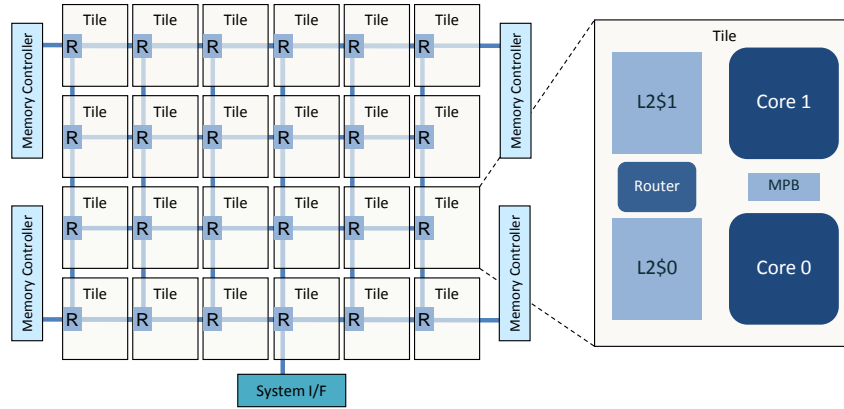 Tile Tile Tile Tile Tile Tile
R R R R R R
Memory Controller
Memory Controller
Tile Tile Tile Tile Tile Tile
R R R R R R
Tile Tile Tile Tile Tile Tile
R R R R R R
Memory Controller
Memory Controller
Tile Tile Tile Tile Tile Tile
R R R R R R
System I/F
Tile
L2$1
Core 1
Router
MPB
L2$0
Core 0